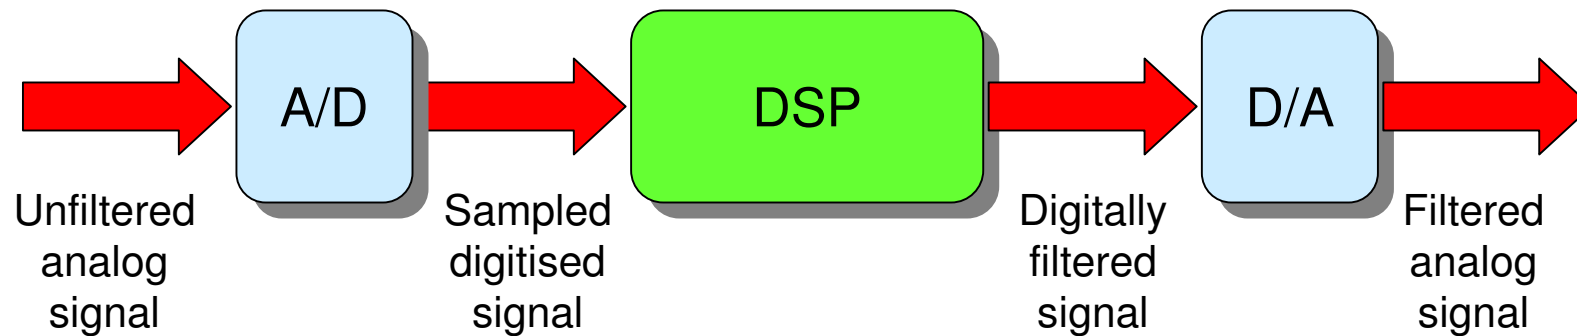 A/D
DSP
D/A
Unfiltered
analog
signal
Sampled
digitised
signal
Digitally
filtered
signal
Filtered
analog
signal